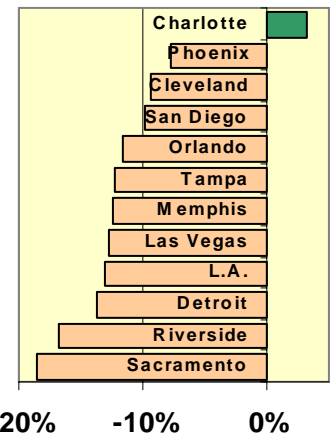 Charlotte
Phoenix
Cleveland
San Diego
Orlando
Tampa
Memphis
Las Vegas
L.A.
Detroit
Riverside
Sacramento
20% -10% 0%